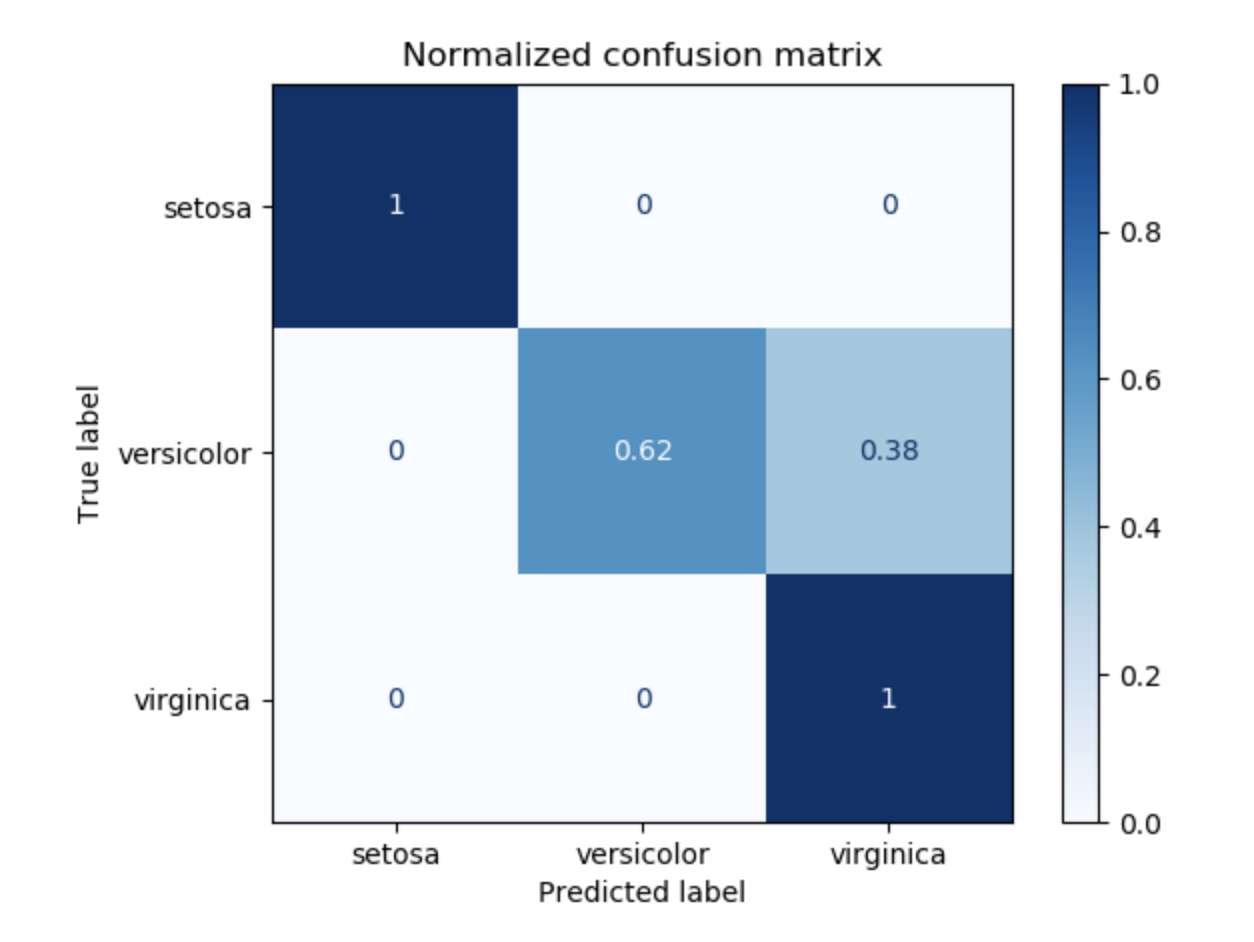 Normalized confusion matrix
1.0
setosa
1
0
0
0.8
0.6
True label
versicolor
0
0.62
0.38
0.4
0.2
virginica
0
0
1
0.0
setosa
versicolor
virginica
Predicted label